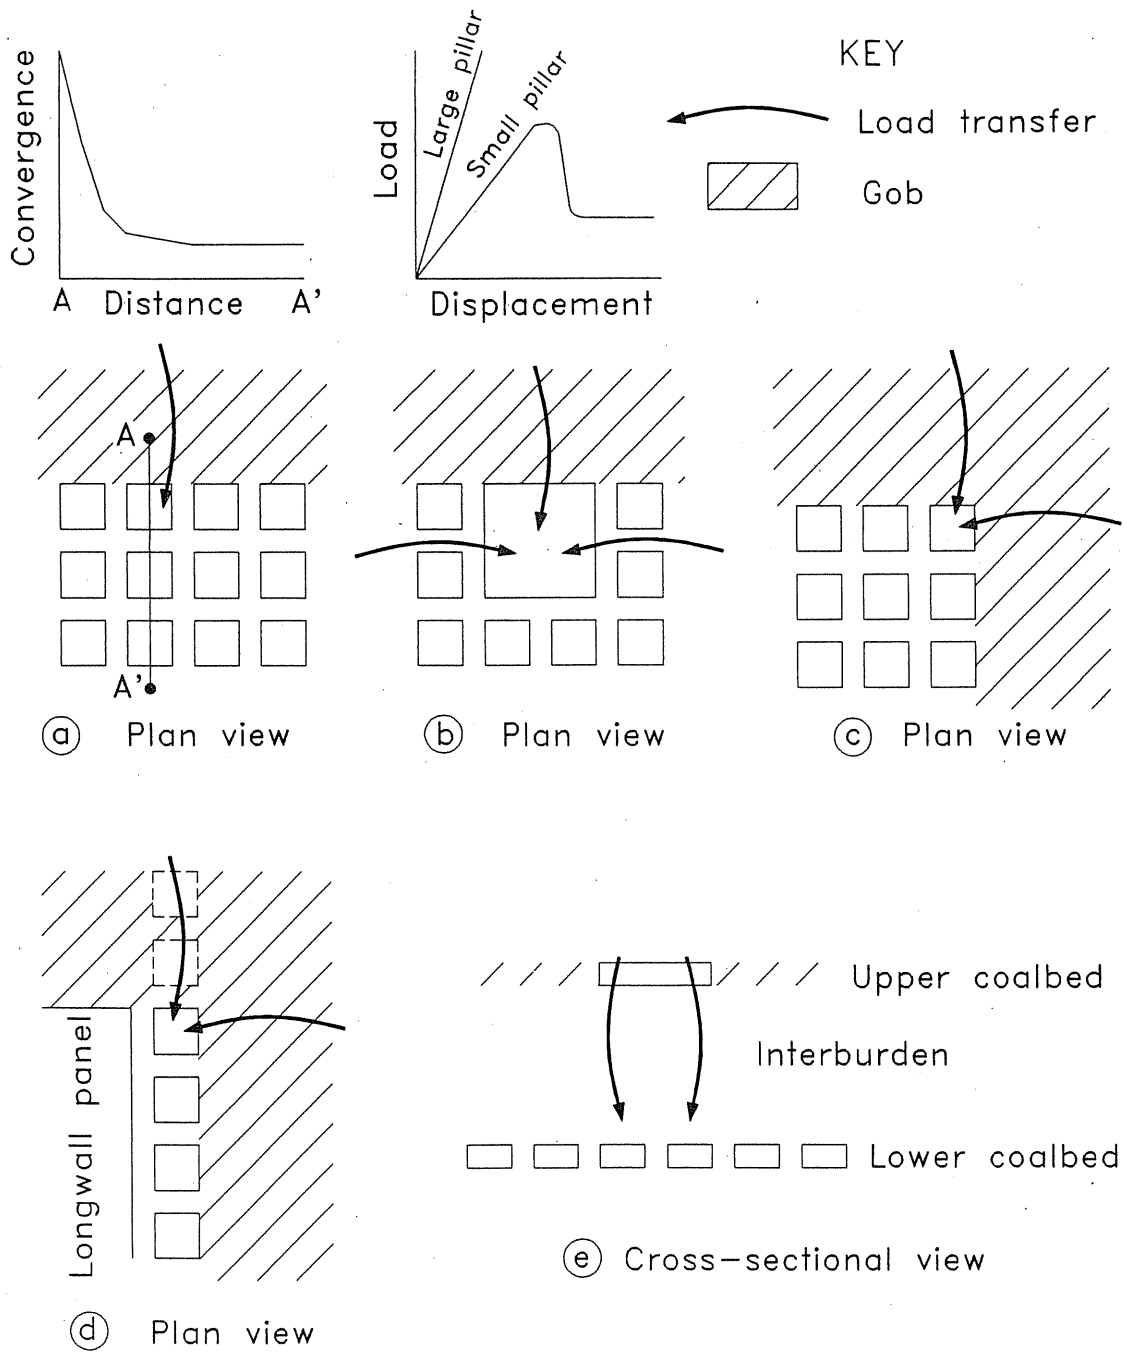 Convergence
A Distance A'
Load
Large pillar
Small pillar
Displacement
KEY
Load transfer
Gob
A
A'
a Plan view
b Plan view
c Plan view
Longwall panel
d Plan view
Upper coalbed
Interburden
Lower coalbed
e Cross-sectional view